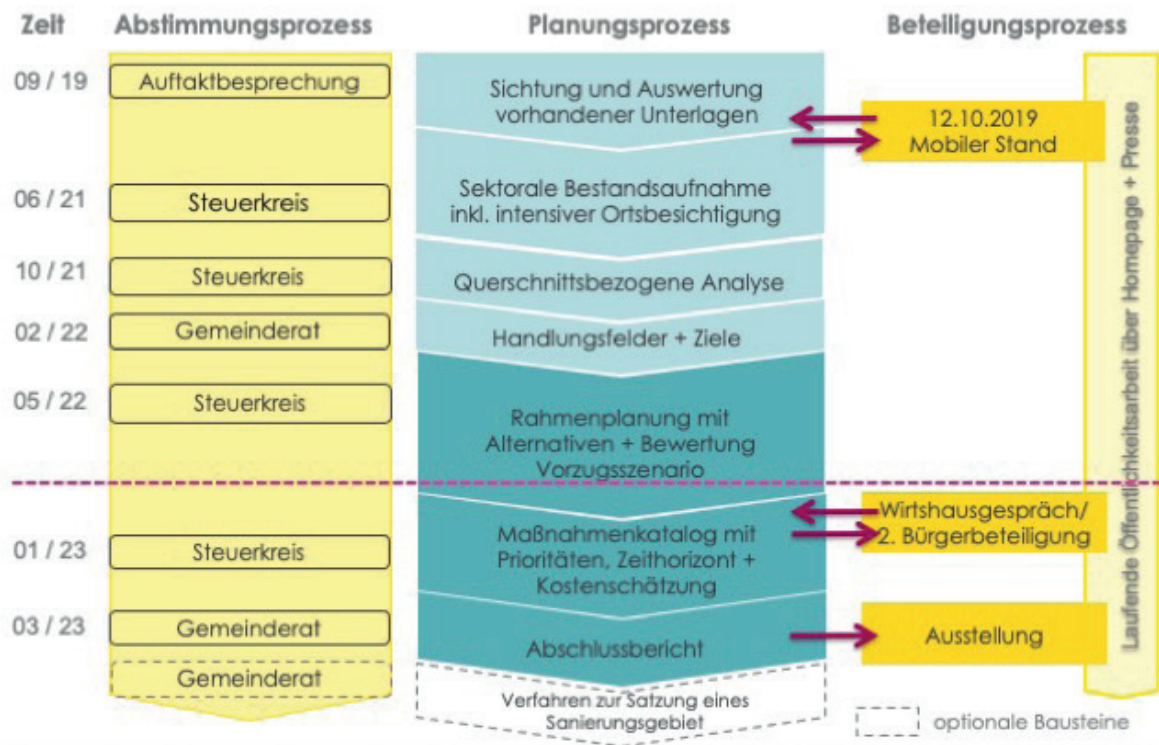 Zeit Abstimmungsprozess Planungsprozess Beteiligungsprozess
09 / 19
Auftaktbesprechung
Sichtung und Auswertung
vorhandener Unterlagen
12.10.2019
Mobiler Stand
06 / 21
Steuerkreis
Sektorale Bestandsaufnahme
inkl. intensiver Ortsbesichtigung
10 / 21
Steuerkreis
Querschnittsbezogene Analyse
02 / 22
Gemeinderat
Handlungsfelder + Ziele
05 / 22
Steuerkreis
Rahmenplanung mit
Alternativen + Bewertung
Vorzugsszenario
Wirtshausgespräch/
2. Bürgerbeteiligung
01 / 23
Steuerkreis
Maßnahmenkatalog mit
Prioritäten, Zeithorizont +
Kostenschätzung
03 / 23
Gemeinderat
Abschlussbericht
Ausstellung
Gemeinderat
Verfahren zur Satzung eines
Sanierungsgebiet
optionale Bausteine
Laufende Öffentlichkeitsarbeit über Homepage + Presse